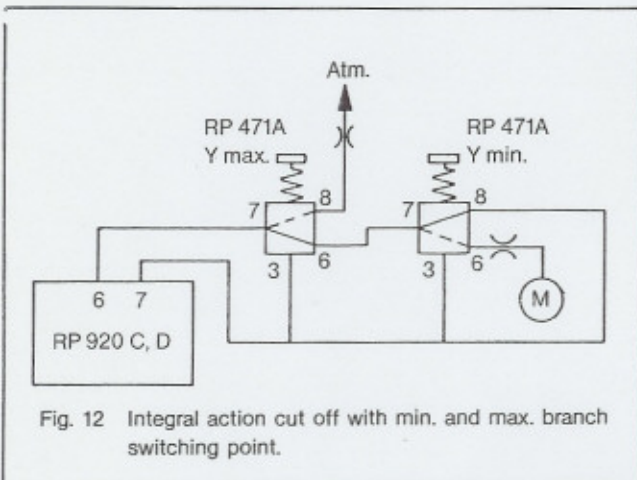 Atm.
RP 471A
Y max.
RP 471A
Y min.
7
8
3
6
7
8
3
6
M
6 7
RP 920 C, D
Fig. 12 Integral action cut off with min. and max. branch
switching point.